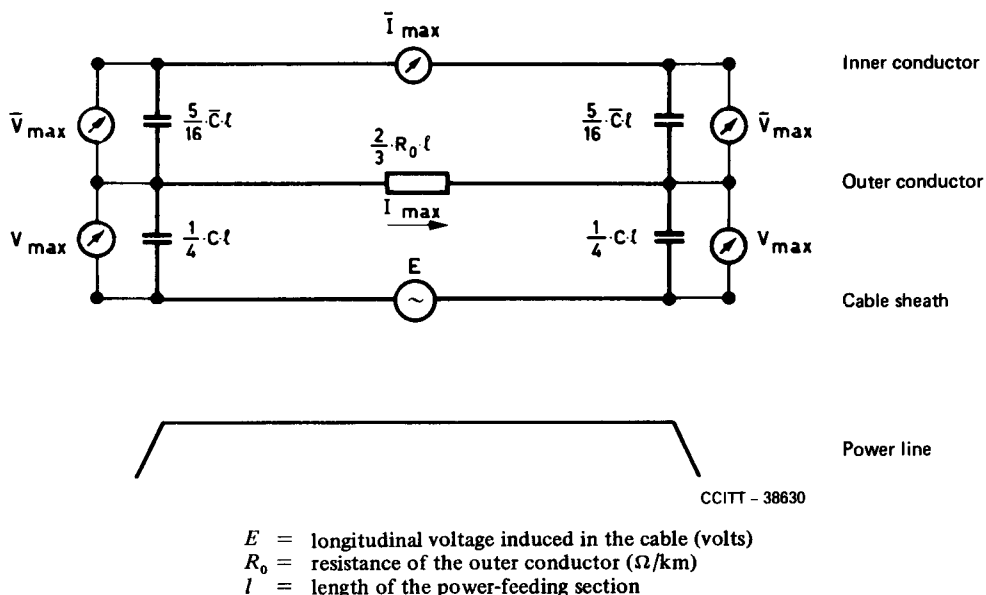 Ī max
Inner conductor
V̄ max
5/16 · C̄ · l
5/16 · C̄ · l
V̄ max
2/3 · R₀ · l
Outer conductor
I max
V max
1/4 · C · l
1/4 · C · l
V max
E
~
Cable sheath
Power line
CCITT – 38630
E = longitudinal voltage induced in the cable (volts)
R₀ = resistance of the outer conductor (Ω/km)
l = length of the power-feeding section